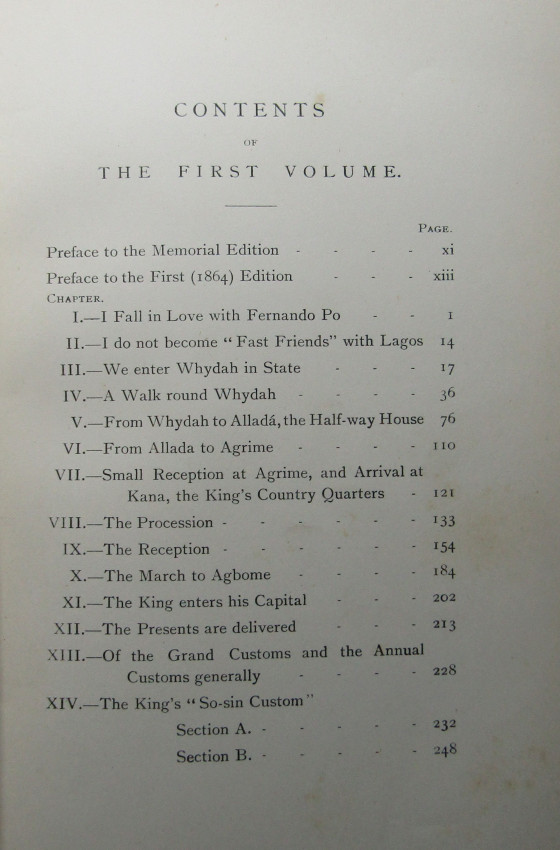 CONTENTS
OF
THE FIRST VOLUME.
PAGE.
Preface to the Memorial Edition - - - - xi
Preface to the First (1864) Edition - - - xiii
CHAPTER.
I.—I Fall in Love with Fernando Po - - 1
II.—I do not become “Fast Friends” with Lagos 14
III.—We enter Whydah in State - - - 17
IV.—A Walk round Whydah - - - - 36
V.—From Whydah to Alladá, the Half-way House 76
VI.—From Allada to Agrime - - - - 110
VII.—Small Reception at Agrime, and Arrival at
Kana, the King's Country Quarters - 121
VIII.—The Procession - - - - - - 133
IX.—The Reception - - - - - - 154
X.—The March to Agbome - - - - 184
XI.—The King enters his Capital - - - 202
XII.—The Presents are delivered - - - 213
XIII.—Of the Grand Customs and the Annual
Customs generally - - - - 228
XIV.—The King's “So-sin Custom”
Section A. - - - - - 232
Section B. - - - - - 248